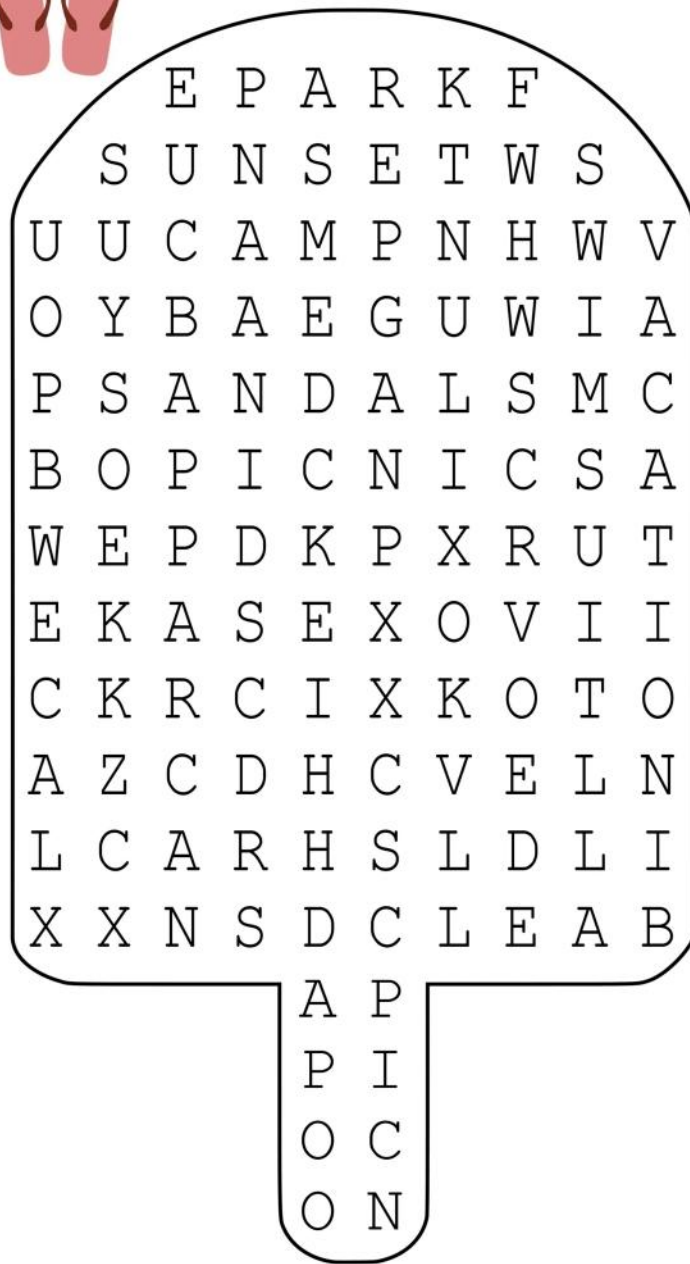 E P A R K F
S U N S E T W S
U U C A M P N H W V
O Y B A E G U W I A
P S A N D A L S M C
B O P I C N I C S A
W E P D K P X R U T
E K A S E X O V I I
C K R C I X K O T O
A Z C D H C V E L N
L C A R H S L D L I
X X N S D C L E A B
A P
P I
O C
O N